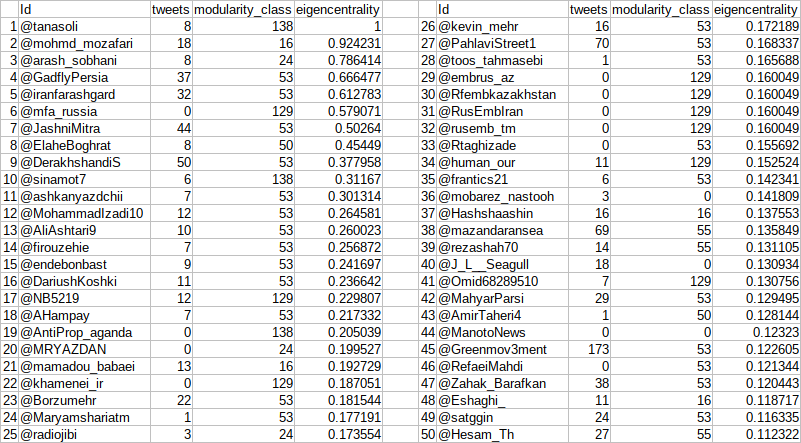 Id tweets modularity_class eigencentrality Id tweets modularity_class eigencentrality
1 @tanasoli 8 138 1 26 @kevin_mehr 16 53 0.172189
2 @mohmd_mozafari 18 16 0.924231 27 @PahlaviStreet1 70 53 0.168337
3 @arash_sobhani 8 24 0.786414 28 @toos_tahmasebi 1 53 0.165688
4 @GadflyPersia 37 53 0.666477 29 @embrus_az 0 129 0.160049
5 @iranfarashgard 32 53 0.612783 30 @Rfembkazakhstan 0 129 0.160049
6 @mfa_russia 0 129 0.579071 31 @RusEmbIran 0 129 0.160049
7 @JashniMitra 44 53 0.50264 32 @rusemb_tm 0 129 0.160049
8 @ElaheBoghrat 8 50 0.45449 33 @Rtaghizade 0 53 0.155692
9 @DerakhshandiS 50 53 0.377958 34 @human_our 11 129 0.152524
10 @sinamot7 6 138 0.31167 35 @frantics21 6 53 0.142341
11 @ashkanyazdchii 7 53 0.301314 36 @mobarez_nastooh 3 0 0.141809
12 @MohammadIzadi10 12 53 0.264581 37 @Hashshaashin 16 16 0.137553
13 @AliAshtari9 10 53 0.260023 38 @mazandaransea 69 55 0.135849
14 @firouzehie 7 53 0.256872 39 @rezashah70 14 55 0.131105
15 @endebonbast 9 53 0.241697 40 @J_L__Seagull 18 0 0.130934
16 @DariushKoshki 11 53 0.236642 41 @Omid68289510 7 129 0.130756
17 @NB5219 12 129 0.229807 42 @MahyarParsi 29 53 0.129495
18 @AHampay 7 53 0.217332 43 @AmirTaheri4 1 50 0.128144
19 @AntiProp_aganda 0 138 0.205039 44 @ManotoNews 0 0 0.12323
20 @MRYAZDAN 0 24 0.199527 45 @Greenmov3ment 173 53 0.122605
21 @mamadou_babaei 13 16 0.192729 46 @RefaeiMahdi 0 53 0.121344
22 @khamenei_ir 0 129 0.187051 47 @Zahak_Barafkan 38 53 0.120443
23 @Borzumehr 22 53 0.181544 48 @Eshaghi_ 11 16 0.118717
24 @Maryamshariatm 1 53 0.177191 49 @satggin 24 53 0.116335
25 @radiojibi 3 24 0.173554 50 @Hesam_Th 27 55 0.112322